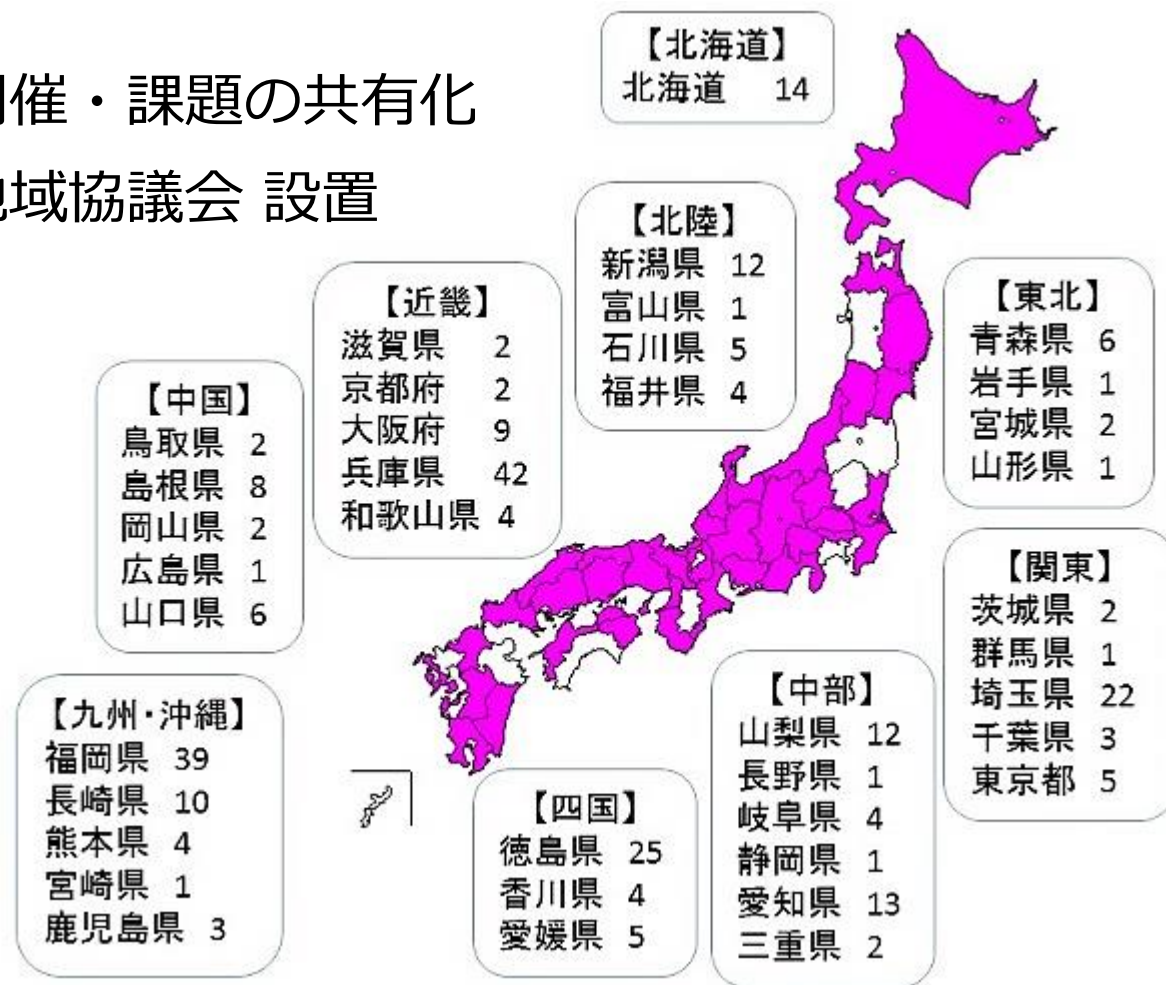 催・課題の共有化
域協議会 設置
【北海道】
北海道 14
【北陸】
新潟県 12
富山県 1
石川県 5
福井県 4
【近畿】
滋賀県 2
京都府 2
大阪府 9
兵庫県 42
和歌山県 4
【東北】
青森県 6
岩手県 1
宮城県 2
山形県 1
【中国】
鳥取県 2
島根県 8
岡山県 2
広島県 1
山口県 6
【関東】
茨城県 2
群馬県 1
埼玉県 22
千葉県 3
東京都 5
【中部】
山梨県 12
長野県 1
岐阜県 4
静岡県 1
愛知県 13
三重県 2
【九州・沖縄】
福岡県 39
長崎県 10
熊本県 4
宮崎県 1
鹿児島県 3
【四国】
徳島県 25
香川県 4
愛媛県 5